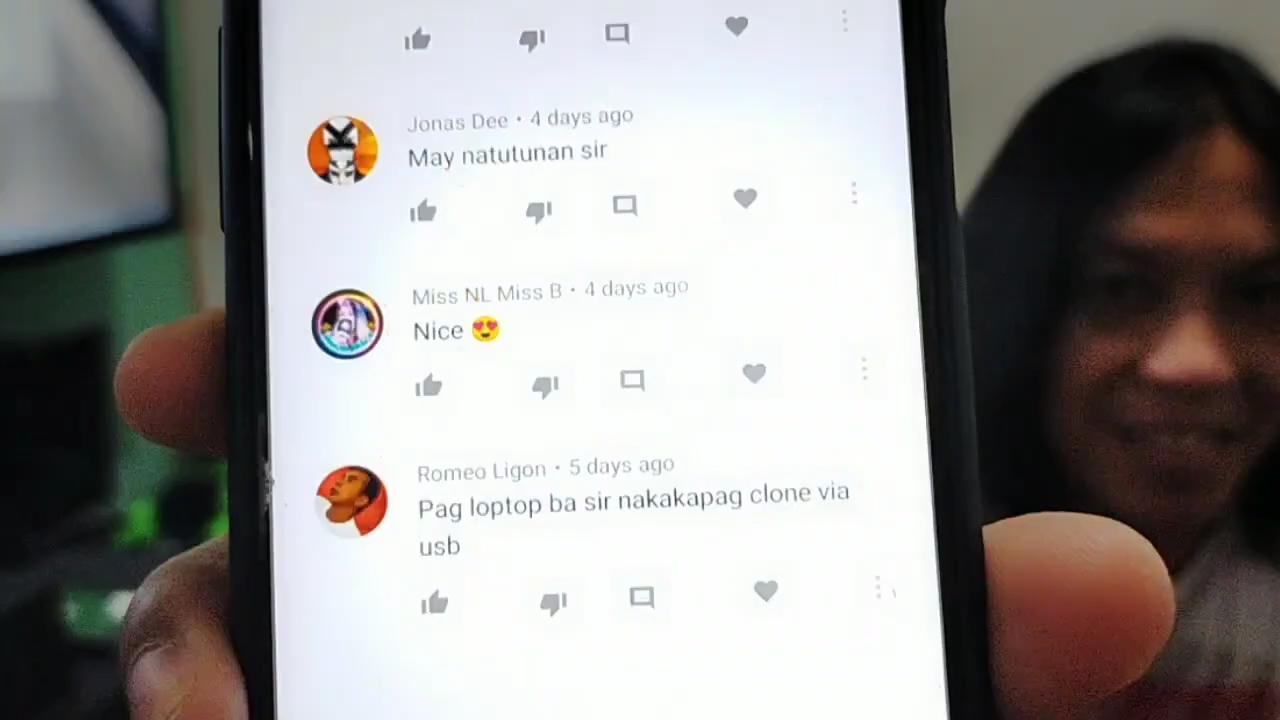 Jonas Dee • 4 days ago
May natutunan sir
Miss NL Miss B • 4 days ago
Nice 😍
Romeo Ligon • 5 days ago
Pag loptop ba sir nakakapag clone via
usb